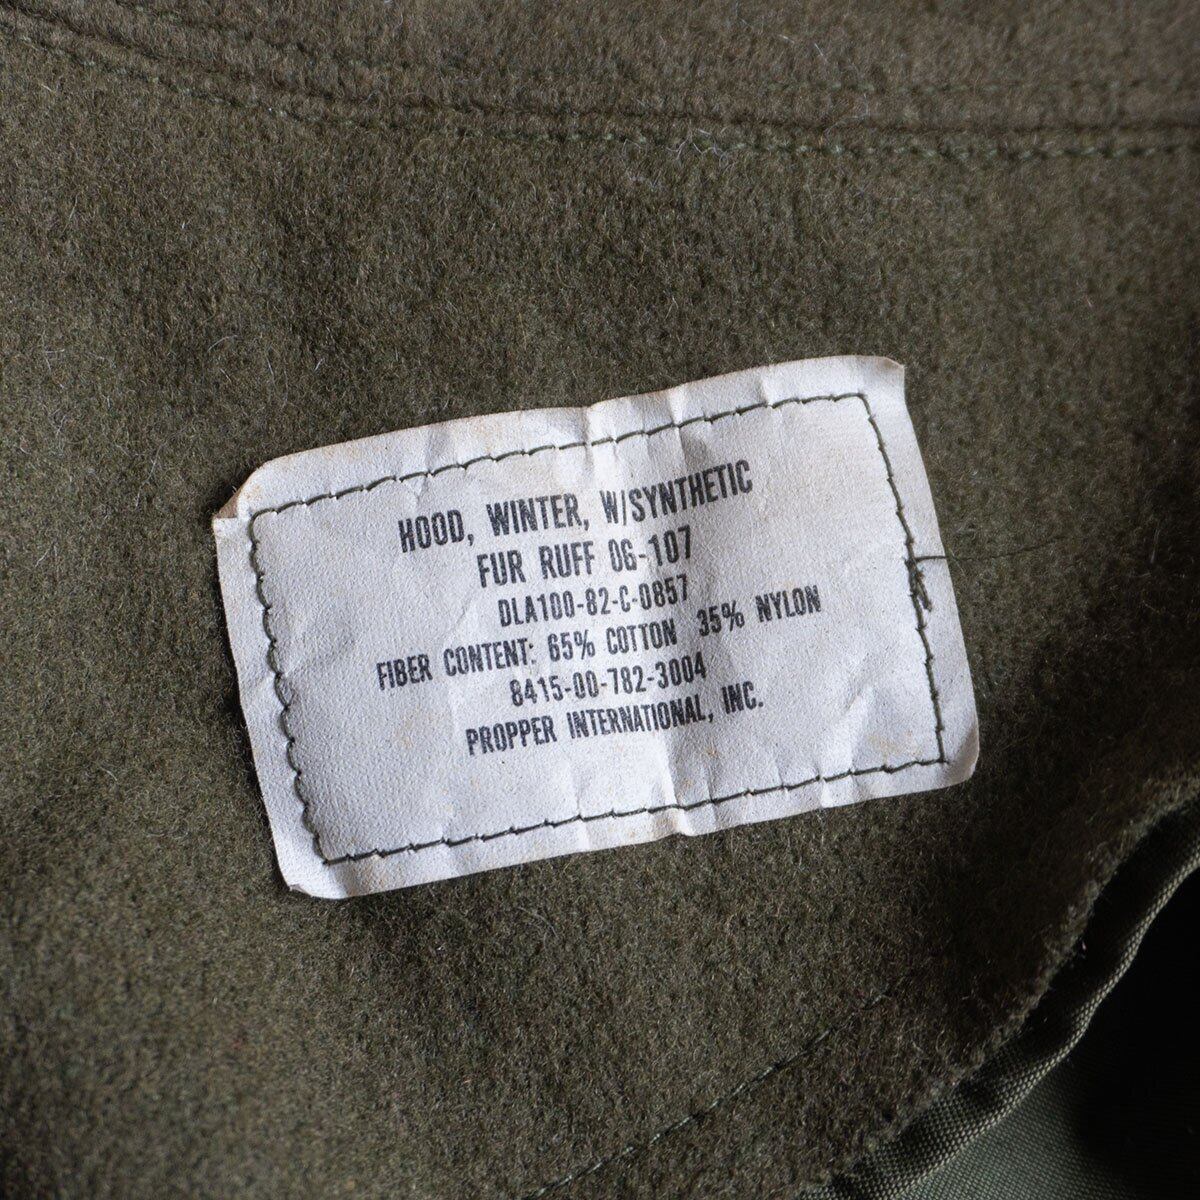 HOOD, WINTER, W/SYNTHETIC
FUR RUFF OG-107
DLA100-82-C-0857
FIBER CONTENT: 65% COTTON 35% NYLON
8415-00-782-3004
PROPPER INTERNATIONAL, INC.